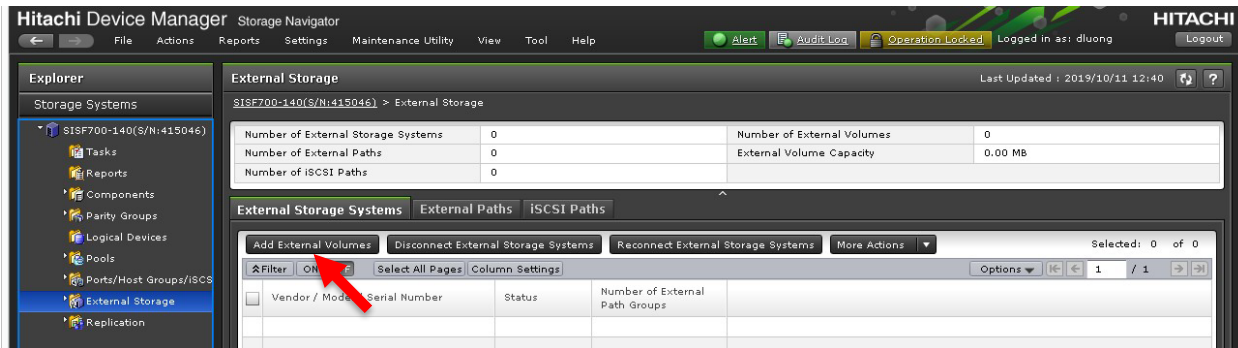 Hitachi Device Manager Storage Navigator
HITACHI
File Actions Reports Settings Maintenance Utility View Tool Help
Alert Audit Log Operation Locked Logged in as: dluong Logout
Explorer
Storage Systems
SISF700-140(S/N:415046)
Tasks
Reports
Components
Parity Groups
Logical Devices
Pools
Ports/Host Groups/iSCS
External Storage
Replication
External Storage
Last Updated : 2019/10/11 12:40 ?
SISF700-140(S/N:415046) > External Storage
Number of External Storage Systems 0 Number of External Volumes 0
Number of External Paths 0 External Volume Capacity 0.00 MB
Number of iSCSI Paths 0
External Storage Systems External Paths iSCSI Paths
Add External Volumes Disconnect External Storage Systems Reconnect External Storage Systems More Actions Selected: 0 of 0
Filter ON Select All Pages Column Settings Options 1 / 1
Vendor / Serial Number Status Number of External
Path Groups